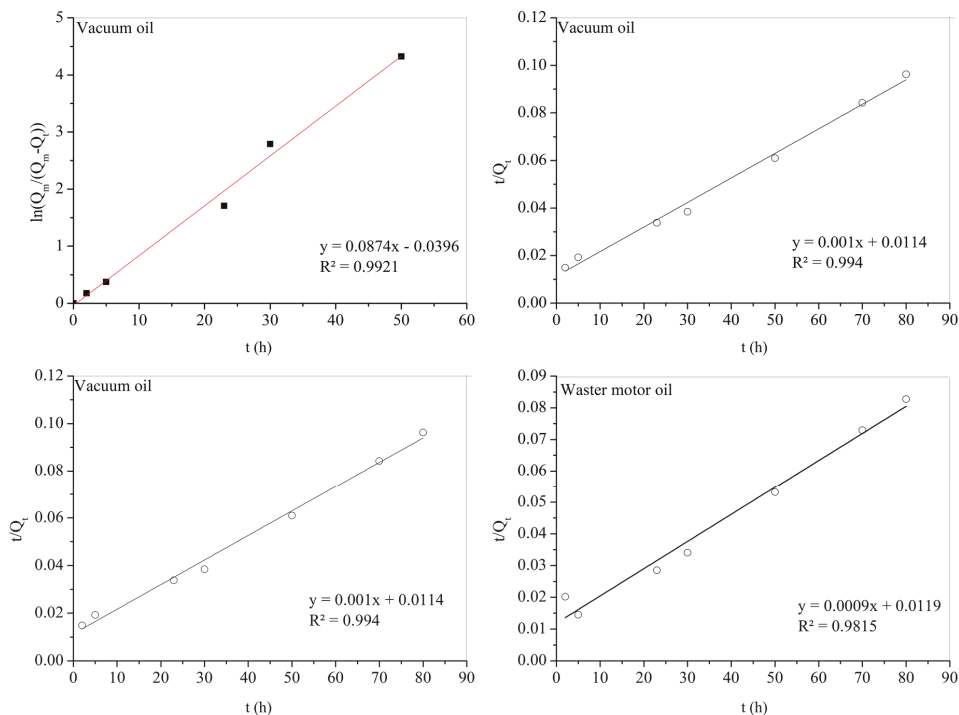 Vacuum oil
5
4
3
2
1
0
ln(Qₘ/(Qₘ-Qₜ))
y = 0.0874x - 0.0396
R² = 0.9921
0 10 20 30 40 50 60
t (h)
Vacuum oil
0.12
0.10
0.08
0.06
0.04
0.02
0.00
t/Qₜ
y = 0.001x + 0.0114
R² = 0.994
0 10 20 30 40 50 60 70 80 90
t (h)
Vacuum oil
0.12
0.10
0.08
0.06
0.04
0.02
0.00
t/Qₜ
y = 0.001x + 0.0114
R² = 0.994
0 10 20 30 40 50 60 70 80 90
t (h)
Waster motor oil
0.09
0.08
0.07
0.06
0.05
0.04
0.03
0.02
0.01
0.00
t/Qₜ
y = 0.0009x + 0.0119
R² = 0.9815
0 10 20 30 40 50 60 70 80 90
t (h)